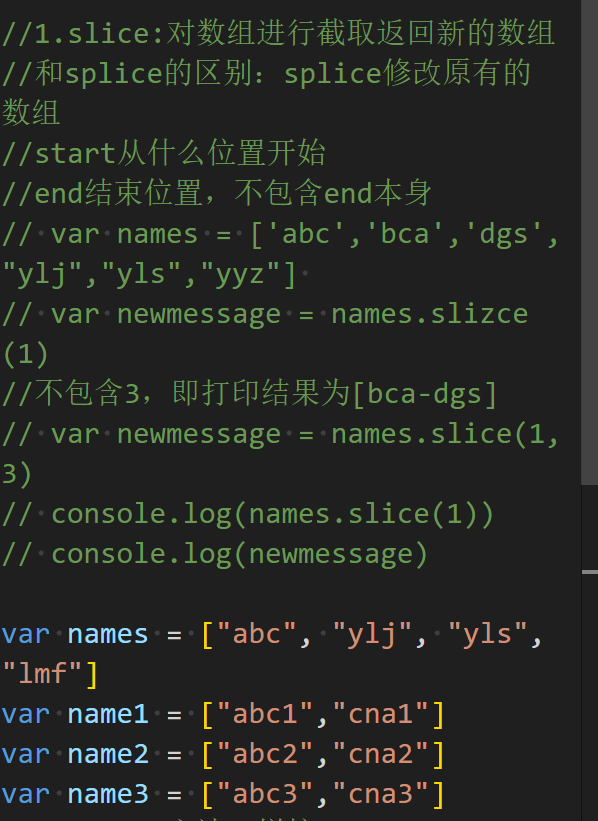 //1.slice:对数组进行截取返回新的数组
//和splice的区别：splice修改原有的
数组
//start从什么位置开始
//end结束位置，不包含end本身
// var names = ['abc','bca','dgs',
"ylj","yls","yyz"]
// var newmessage = names.slizce
(1)
//不包含3，即打印结果为[bca-dgs]
// var newmessage = names.slice(1,
3)
// console.log(names.slice(1))
// console.log(newmessage)
var names = ["abc", "ylj", "yls",
"lmf"]
var name1 = ["abc1","cna1"]
var name2 = ["abc2","cna2"]
var name3 = ["abc3","cna3"]